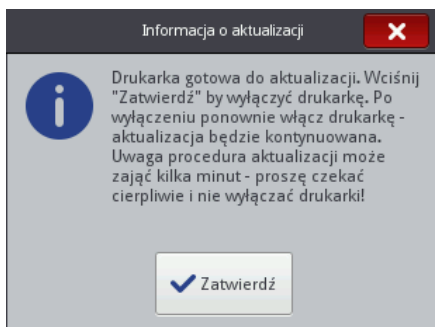 Informacja o aktualizacji
Drukarka gotowa do aktualizacji. Wciśnij
"Zatwierdź" by wyłączyć drukarkę. Po
wyłączeniu ponownie włącz drukarkę -
aktualizacja będzie kontynuowana.
Uwaga procedura aktualizacji może
zająć kilka minut - proszę czekać
cierpliwie i nie wyłączać drukarki!
Zatwierdź